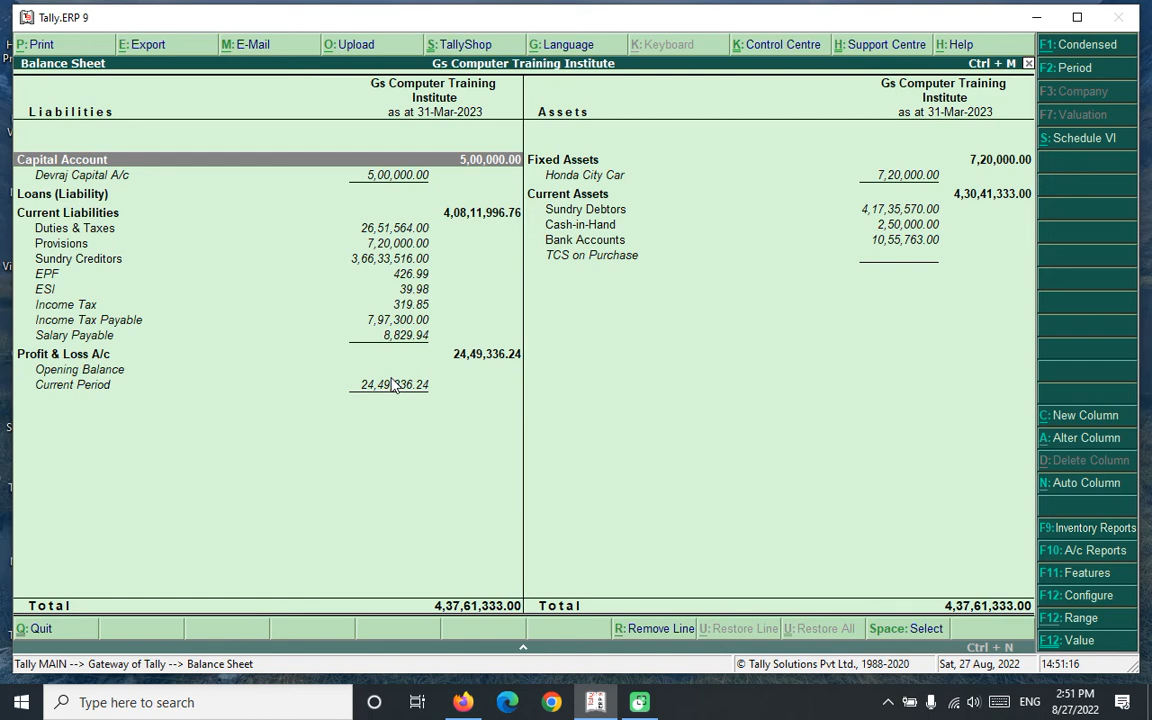 Tally.ERP 9
P: Print E: Export M: E-Mail O: Upload S: TallyShop G: Language K: Keyboard K: Control Centre H: Support Centre H: Help
Balance Sheet Gs Computer Training Institute Ctrl + M
Liabilities
Gs Computer Training
Institute
as at 31-Mar-2023
Assets
Gs Computer Training
Institute
as at 31-Mar-2023
Capital Account 5,00,000.00
Devraj Capital A/c 5,00,000.00
Loans (Liability)
Current Liabilities 4,08,11,996.76
Duties & Taxes 26,51,564.00
Provisions 7,20,000.00
Sundry Creditors 3,66,33,516.00
EPF 426.99
ESI 39.98
Income Tax 319.85
Income Tax Payable 7,97,300.00
Salary Payable 8,829.94
Profit & Loss A/c 24,49,336.24
Opening Balance
Current Period 24,49,336.24
Total 4,37,61,333.00
Fixed Assets 7,20,000.00
Honda City Car 7,20,000.00
Current Assets 4,30,41,333.00
Sundry Debtors 4,17,35,570.00
Cash-in-Hand 2,50,000.00
Bank Accounts 10,55,763.00
TCS on Purchase
Total 4,37,61,333.00
F1: Condensed
F2: Period
F3: Company
F7: Valuation
S: Schedule VI
C: New Column
A: Alter Column
D: Delete Column
N: Auto Column
F9: Inventory Reports
F10: A/c Reports
F11: Features
F12: Configure
F12: Range
F12: Value
Q: Quit R: Remove Line U: Restore Line U: Restore All Space: Select
Ctrl + N
Tally MAIN --> Gateway of Tally --> Balance Sheet © Tally Solutions Pvt Ltd., 1988-2020 Sat, 27 Aug, 2022 14:51:16
Type here to search
ENG
2:51 PM
8/27/2022